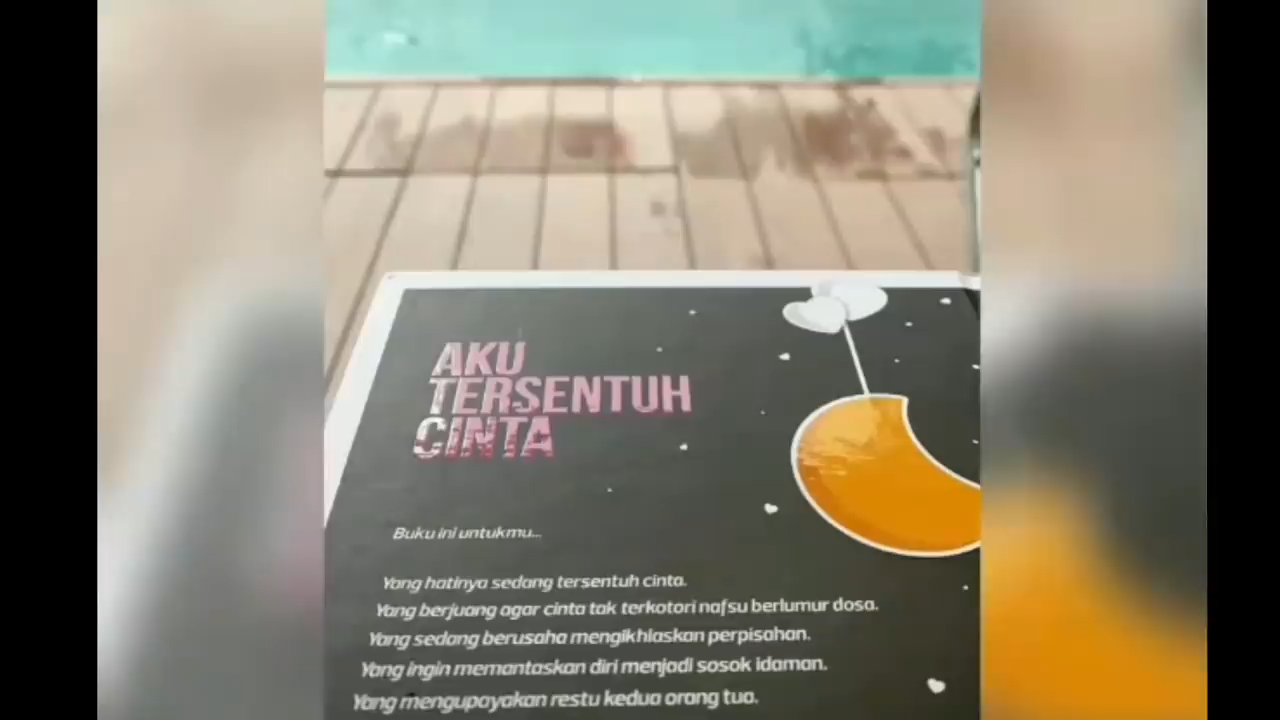 AKU
TERSENTUH
CINTA
Buku ini untukmu...
Yang hatinya sedang tersentuh cinta.
Yang berjuang agar cinta tak terkotori nafsu berlumur dosa.
Yang sedang berusaha mengikhlaskan perpisahan.
Yang ingin memantaskan diri menjadi sosok idaman.
Yang mengupayakan restu kedua orang tua.